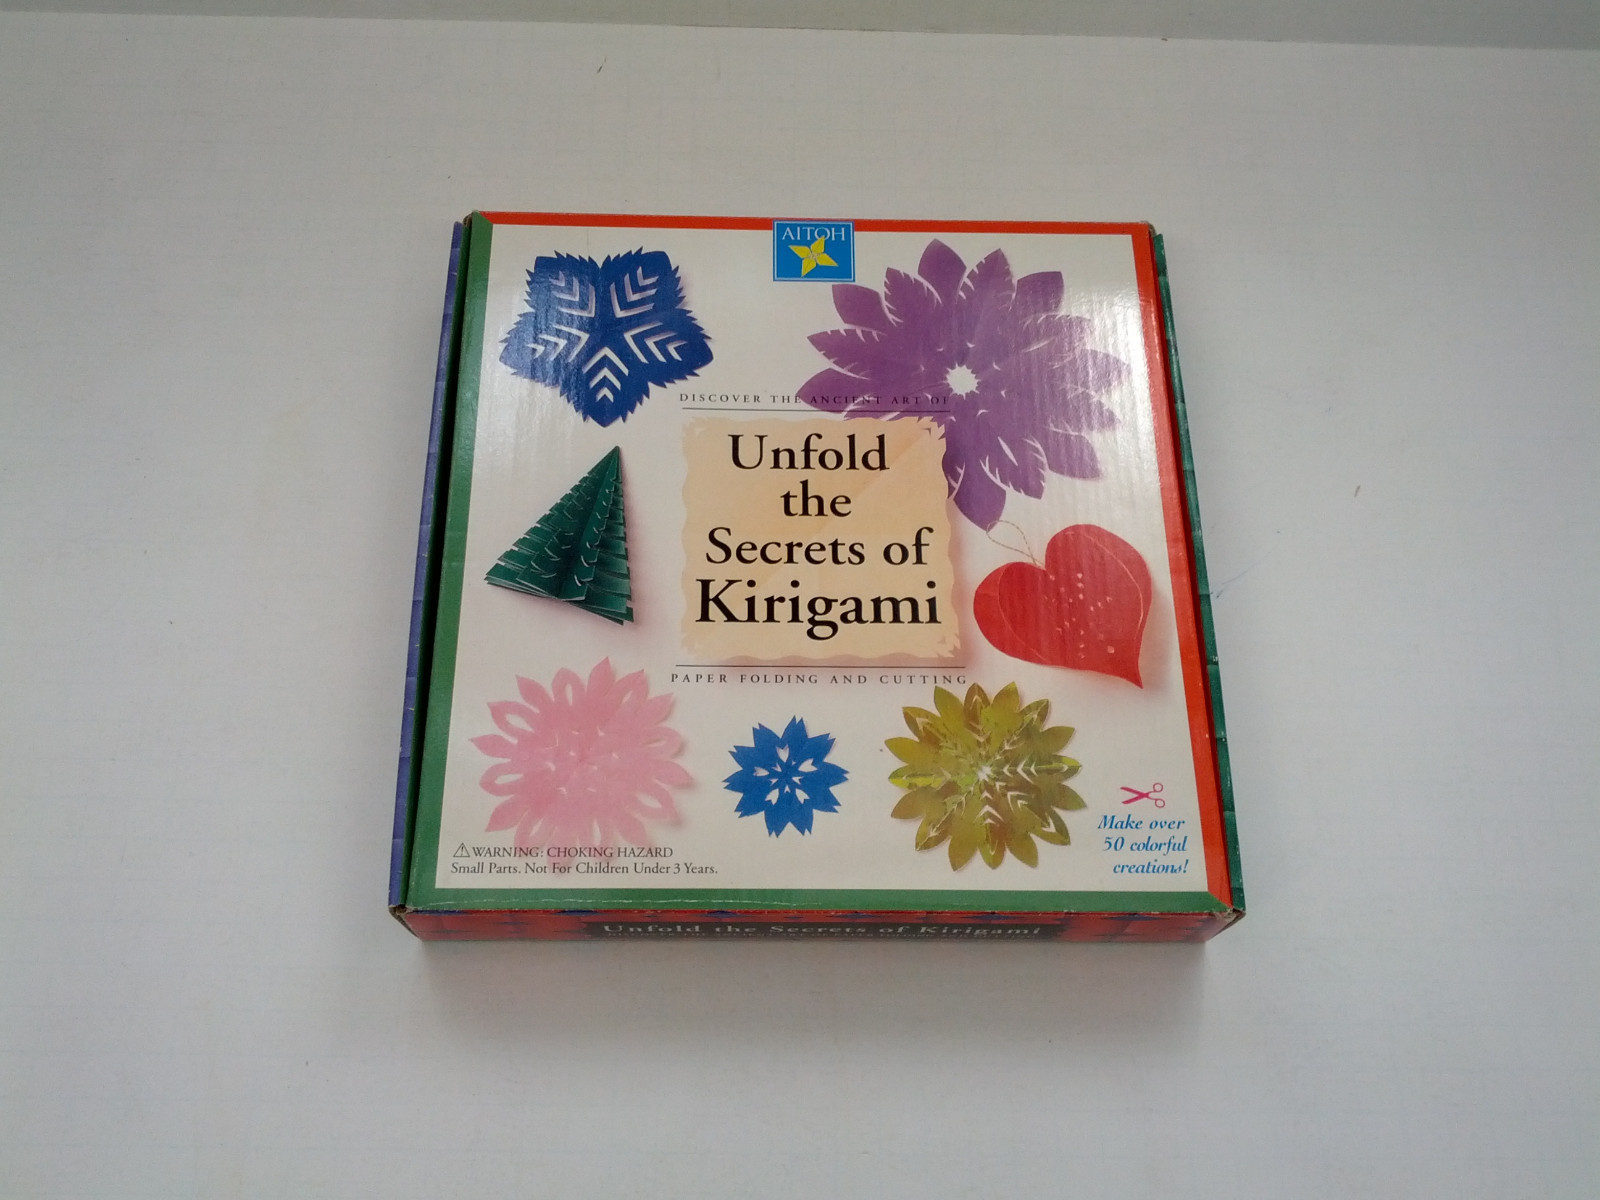 AITOH
DISCOVER THE ANCIENT ART OF
Unfold
the
Secrets of
Kirigami
PAPER FOLDING AND CUTTING
⚠ WARNING: CHOKING HAZARD
Small Parts. Not For Children Under 3 Years.
Make over
50 colorful
creations!
Unfold the Secrets of Kirigami